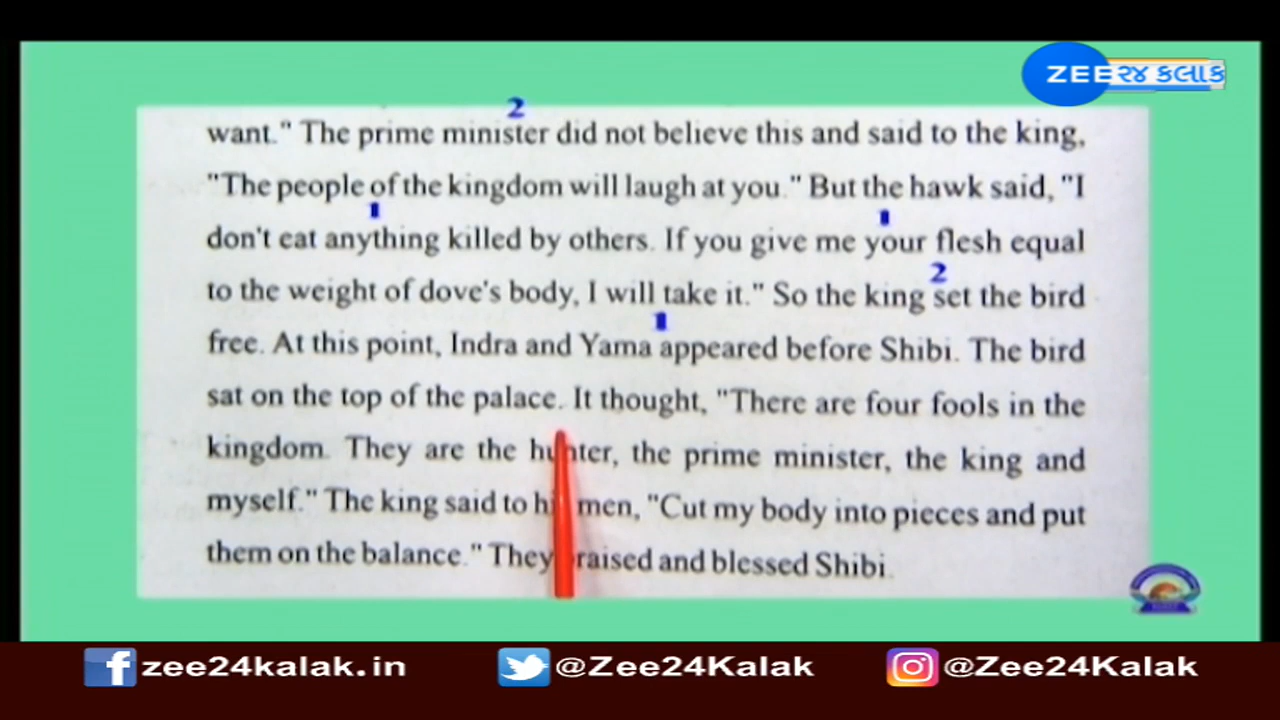 ZEE ૨૪ કલાક
2
want." The prime minister did not believe this and said to the king,
"The people of the kingdom will laugh at you." But the hawk said, "I
1 1
don't eat anything killed by others. If you give me your flesh equal
2
to the weight of dove's body, I will take it." So the king set the bird
1
free. At this point, Indra and Yama appeared before Shibi. The bird
sat on the top of the palace. It thought, "There are four fools in the
kingdom. They are the hunter, the prime minister, the king and
myself." The king said to his men, "Cut my body into pieces and put
them on the balance." They praised and blessed Shibi.
f zee24kalak.in @Zee24Kalak @Zee24Kalak